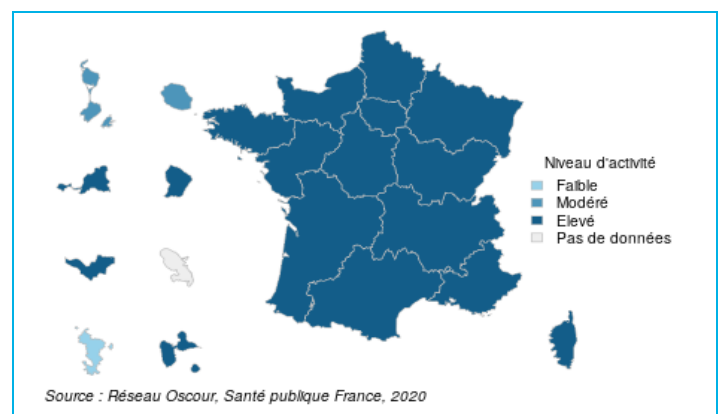 Niveau d'activité
Faible
Modéré
Elevé
Pas de données
Source : Réseau Oscour, Santé publique France, 2020